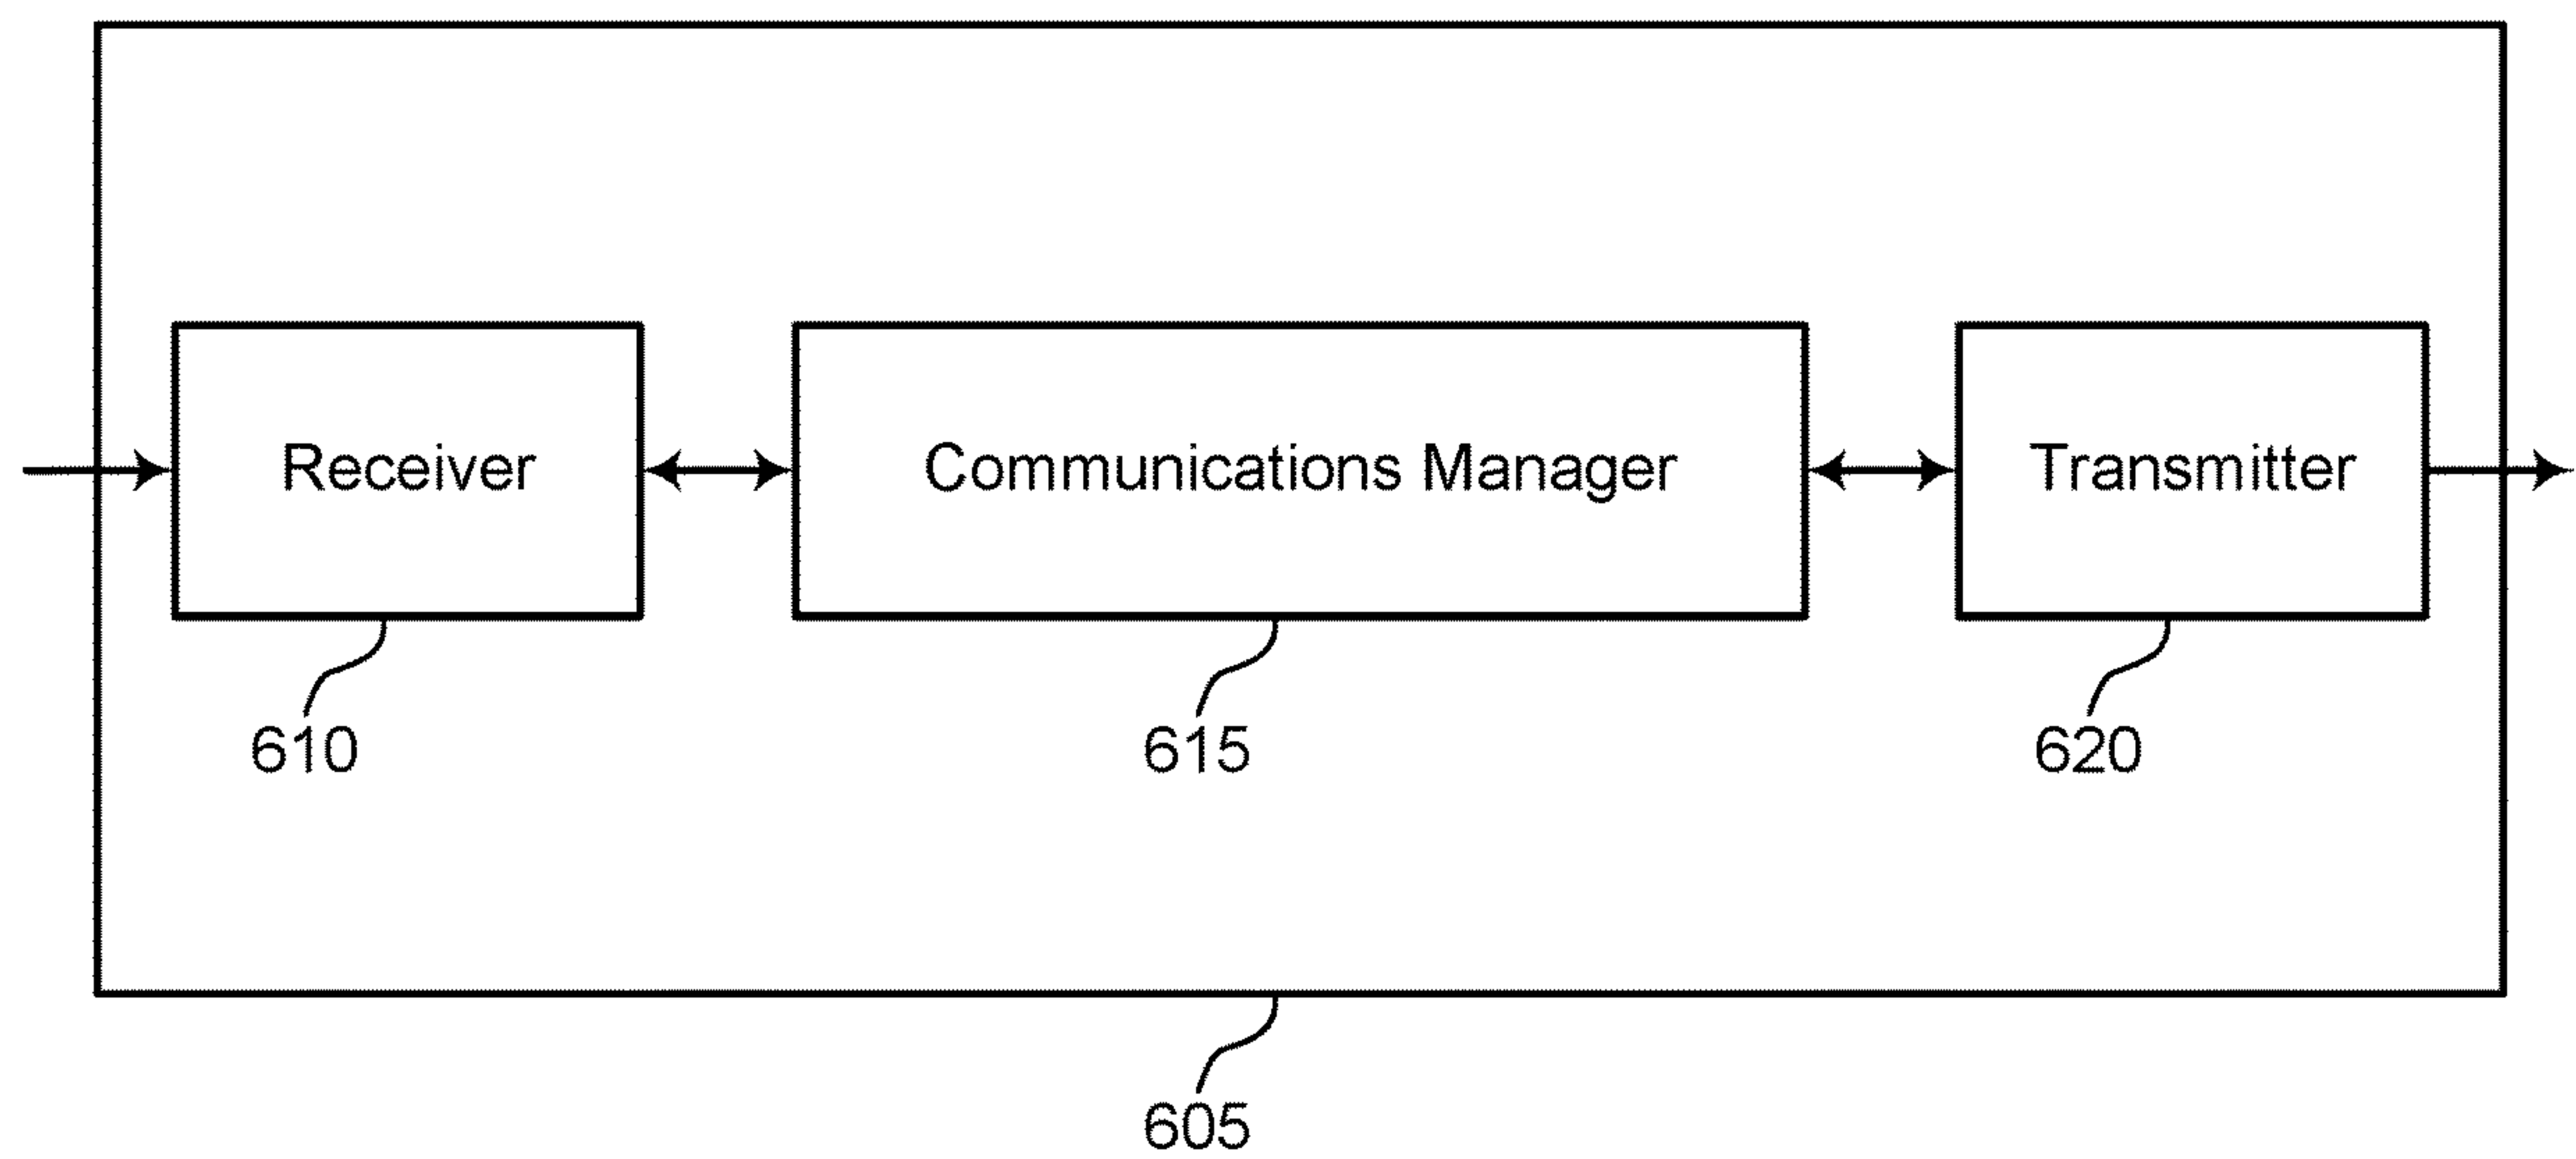 Receiver
Communications Manager
Transmitter
610
615
620
605